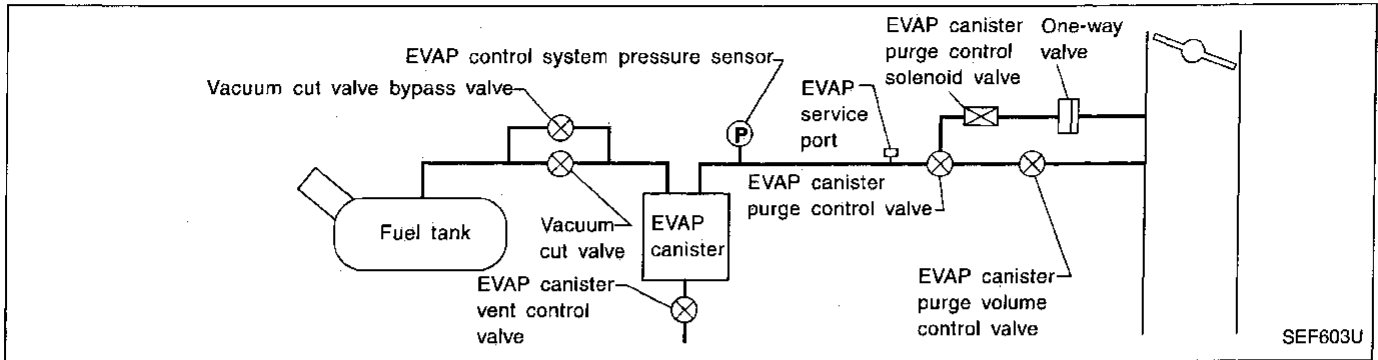 EVAP control system pressure sensor
Vacuum cut valve bypass valve
EVAP
service
port
EVAP canister
purge control
solenoid valve
One-way
valve
P
Fuel tank
Vacuum
cut valve
EVAP
canister
EVAP canister
purge control valve
EVAP canister
vent control
valve
EVAP canister
purge volume
control valve
SEF603U